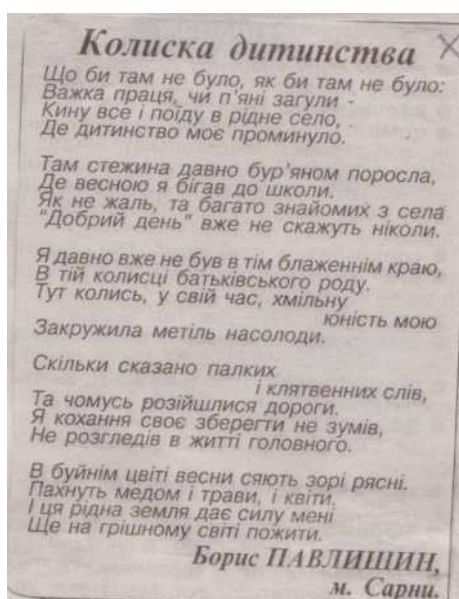 Колиска дитинства
Що би там не було, як би там не було:
Важка праця, чи п'яні загули -
Кину все і поїду в рідне село,
Де дитинство моє проминуло.
Там стежина давно бур'яном поросла,
Де весною я бігав до школи.
Як не жаль, та багато знайомих з села
"Добрий день" вже не скажуть ніколи.
Я давно вже не був в тім блаженнім краю,
В тій колисці батьківського роду.
Тут колись, у свій час, хмільну
юність мою
Закружила метіль насолоди.
Скільки сказано палких
і клятвенних слів,
Та чомусь розійшлися дороги.
Я кохання своє зберегти не зумів,
Не розгледів в житті головного.
В буйнім цвіті весни сяють зорі рясні.
Пахнуть медом і трави, і квіти.
І ця рідна земля дає силу мені
Ще на грішному світі пожити.
Борис ПАВЛИШИН,
м. Сарни.